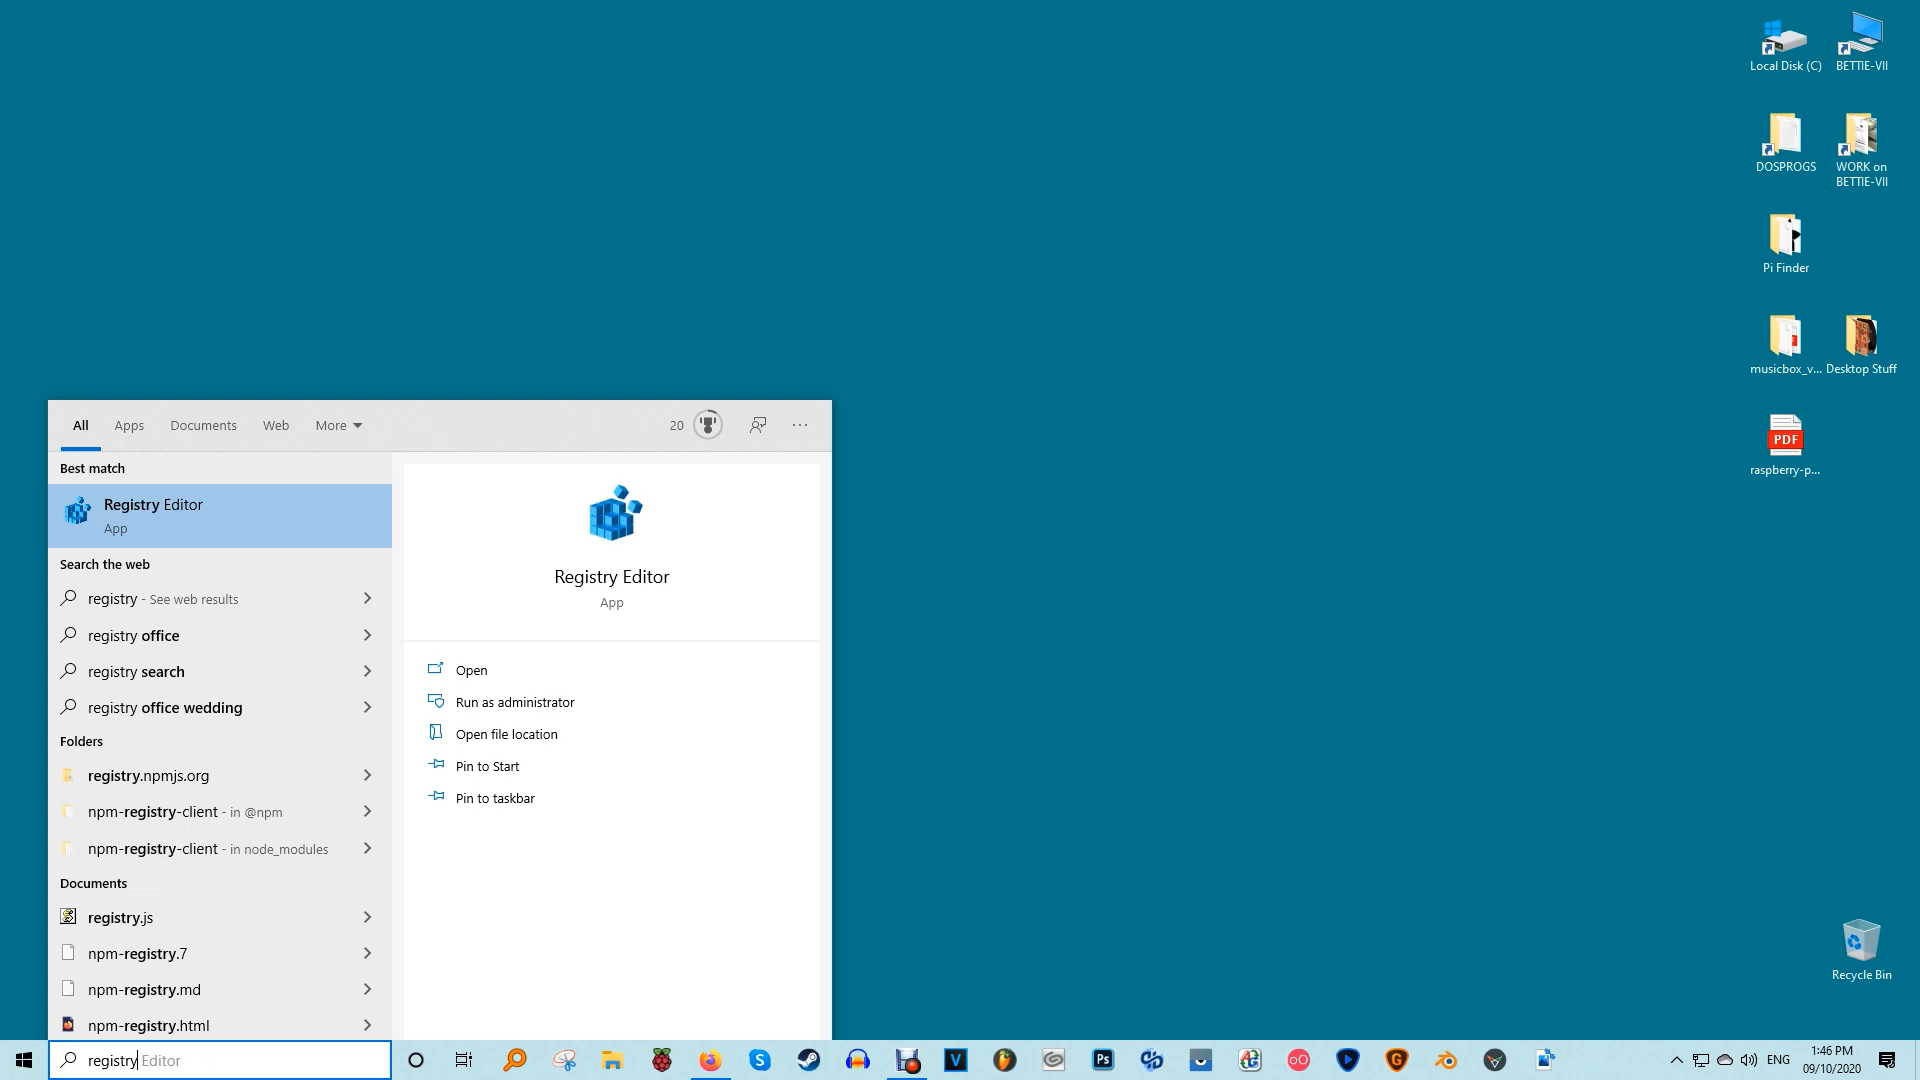 Local Disk (C)
BETTIE-VII
DOSPROGS
WORK on
BETTIE-VII
Pi Finder
musicbox_v...
Desktop Stuff
PDF
raspberry-p...
Recycle Bin
All
Apps
Documents
Web
More
20
Best match
Registry Editor
App
Search the web
registry - See web results
registry office
registry search
registry office wedding
Folders
registry.npmjs.org
npm-registry-client - in @npm
npm-registry-client - in node_modules
Documents
registry.js
npm-registry.7
npm-registry.md
npm-registry.html
Registry Editor
App
Open
Run as administrator
Open file location
Pin to Start
Pin to taskbar
registry Editor
S
V
Ps
G
ENG
1:46 PM
09/10/2020